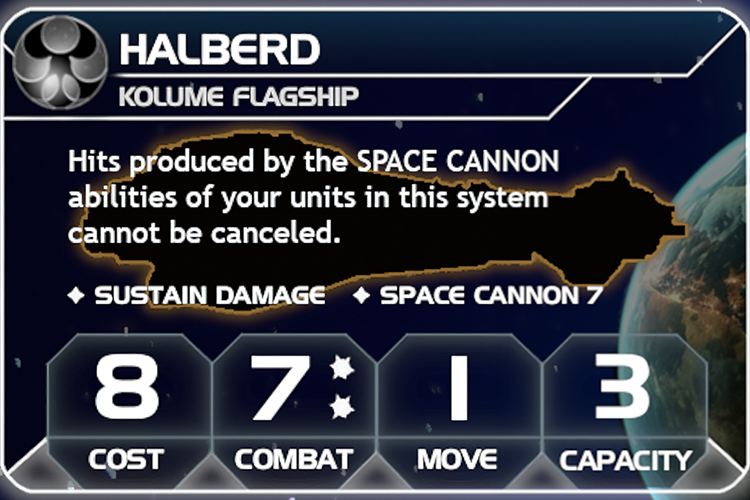 HALBERD
KOLUME FLAGSHIP
Hits produced by the SPACE CANNON
abilities of your units in this system
cannot be canceled.
SUSTAIN DAMAGE SPACE CANNON 7
8 7 1 3
COST COMBAT MOVE CAPACITY